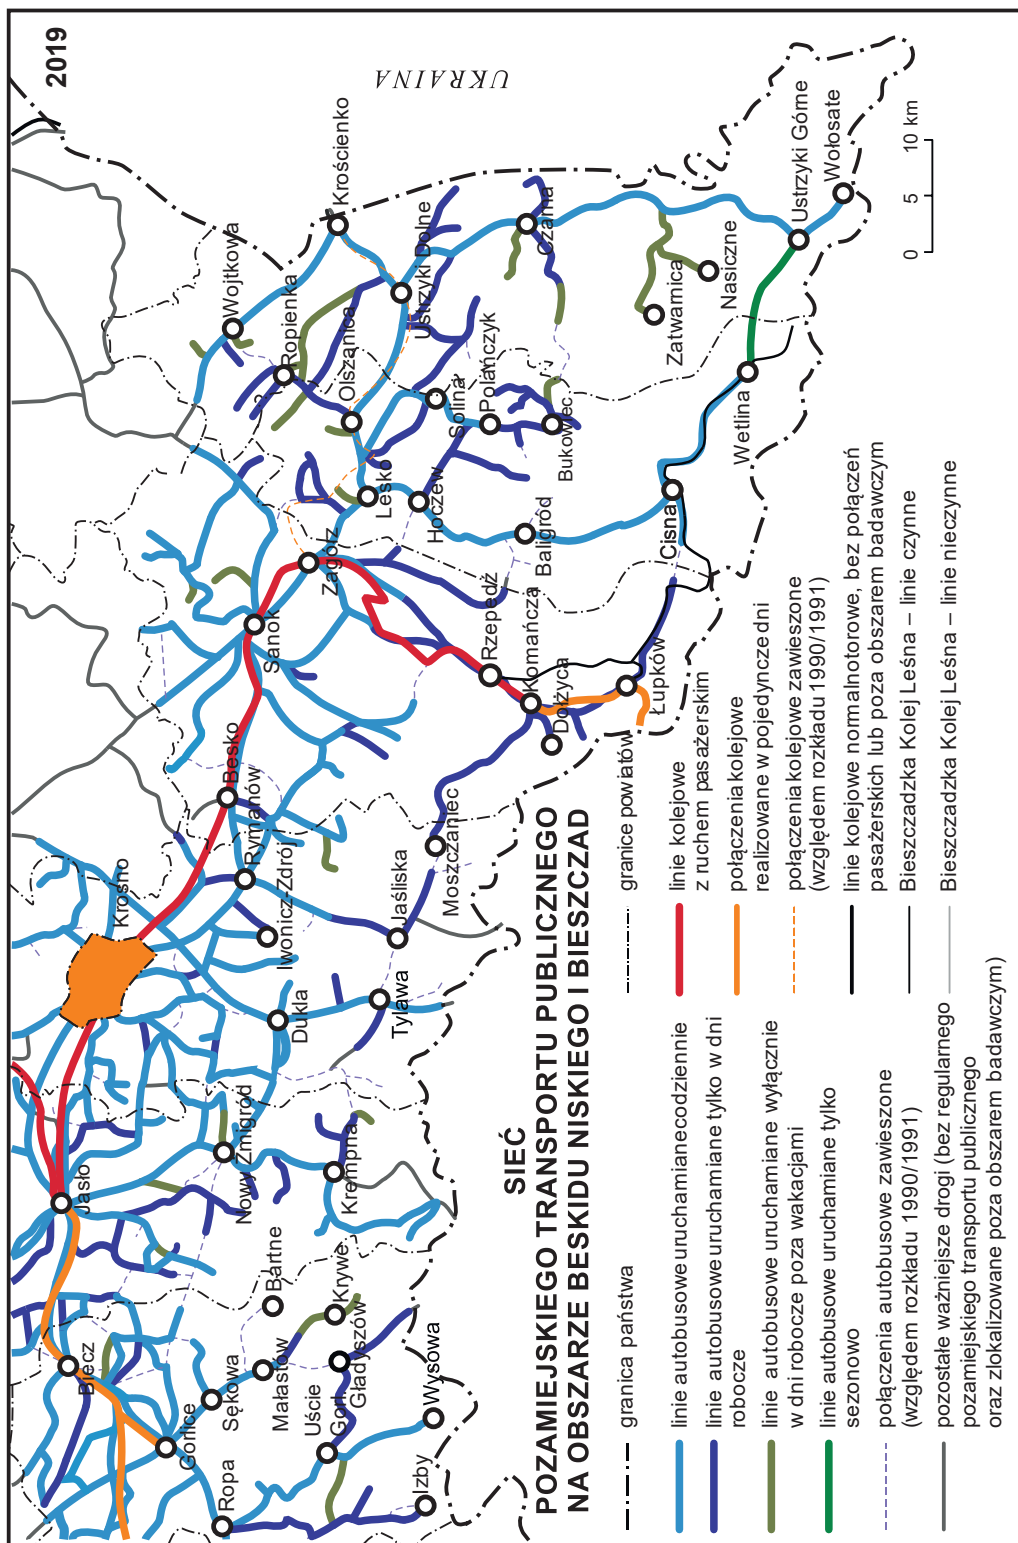 2019
UKRAINA
Krościenko
Wojtkowa
Ropienka
Olszanica
Ustrzyki Dolne
Czarna
Ustrzyki Górne
Wołosate
Zatwarnica
Nasiczne
Solina
Polańczyk
Bukowiec
Lesko
Hoczew
Baligród
Cisna
Wetlina
Zagórz
Sanok
Rzepedź
Komańcza
Dołżyca
Łupków
Besko
Rymanów
Iwonicz-Zdrój
Krosno
Jaśliska
Moszczaniec
Dukla
Tylawa
Jasło
Nowy Żmigród
Krempna
Biecz
Gorlice
Sękowa
Małastów
Bartne
Krywe
Uście
Gorl.
Gładyszów
Wysowa
Ropa
Izby
0 5 10 km
SIEĆ
POZAMIEJSKIEGO TRANSPORTU PUBLICZNEGO
NA OBSZARZE BESKIDU NISKIEGO I BIESZCZAD
granica państwa
linie autobusowe uruchamianecodziennie
linie autobusowe uruchamiane tylko w dni
robocze
linie autobusowe uruchamiane wyłącznie
w dni robocze poza wakacjami
linie autobusowe uruchamiane tylko
sezonowo
połączenia autobusowe zawieszone
(względem rozkładu 1990/1991)
pozostałe ważniejsze drogi (bez regularnego
pozamiejskiego transportu publicznego
oraz zlokalizowane poza obszarem badawczym)
granice powiatów
linie kolejowe
z ruchem pasażerskim
połączenia kolejowe
realizowane w pojedyncze dni
połączenia kolejowe zawieszone
(względem rozkładu 1990/1991)
linie kolejowe normalnotorowe, bez połączeń
pasażerskich lub poza obszarem badawczym
Bieszczadzka Kolej Leśna – linie czynne
Bieszczadzka Kolej Leśna – linie nieczynne